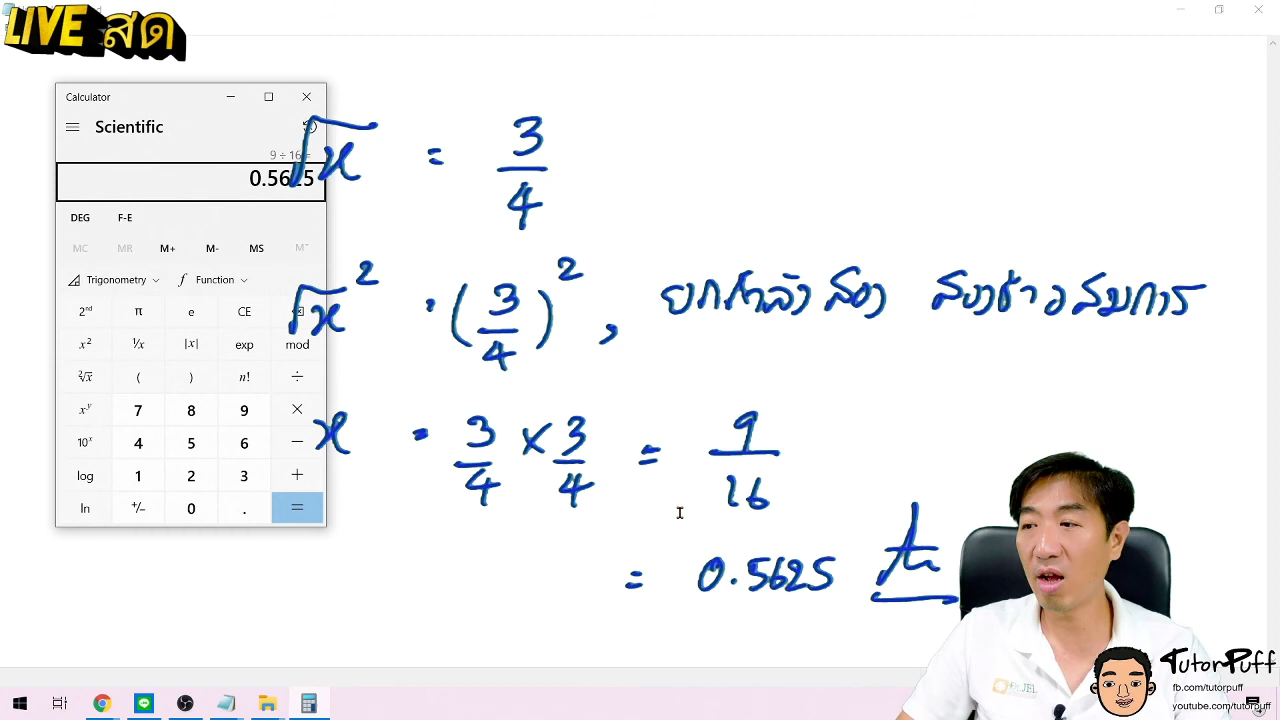 LIVE สด
Calculator
Scientific
9 ÷ 16 =
0.5625
DEG F-E
MC MR M+ M- MS M˅
Trigonometry Function
2ⁿᵈ π e CE
x² ¹/x |x| exp mod
²√x ( ) n! ÷
xʸ 7 8 9 ×
10ˣ 4 5 6 −
log 1 2 3 +
ln +/− 0 . =
√x = 3/4
√x² = (3/4)² , ยกกำลังสอง สองข้างสมการ
x = 3/4 × 3/4 = 9/16
= 0.5625
TUTORPUFF
fb.com/tutorpuff
youtube.com/tutorpuff